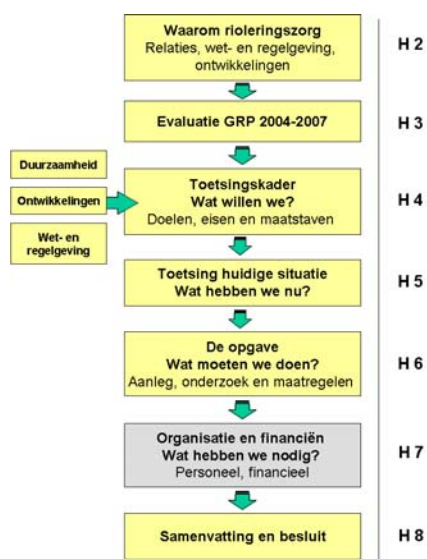 Waarom rioleringszorg
Relaties, wet- en regelgeving,
ontwikkelingen
H 2
Evaluatie GRP 2004-2007
H 3
Duurzaamheid
Ontwikkelingen
Wet- en
regelgeving
Toetsingskader
Wat willen we?
Doelen, eisen en maatstaven
H 4
Toetsing huidige situatie
Wat hebben we nu?
H 5
De opgave
Wat moeten we doen?
Aanleg, onderzoek en maatregelen
H 6
Organisatie en financiën
Wat hebben we nodig?
Personeel, financieel
H 7
Samenvatting en besluit
H 8